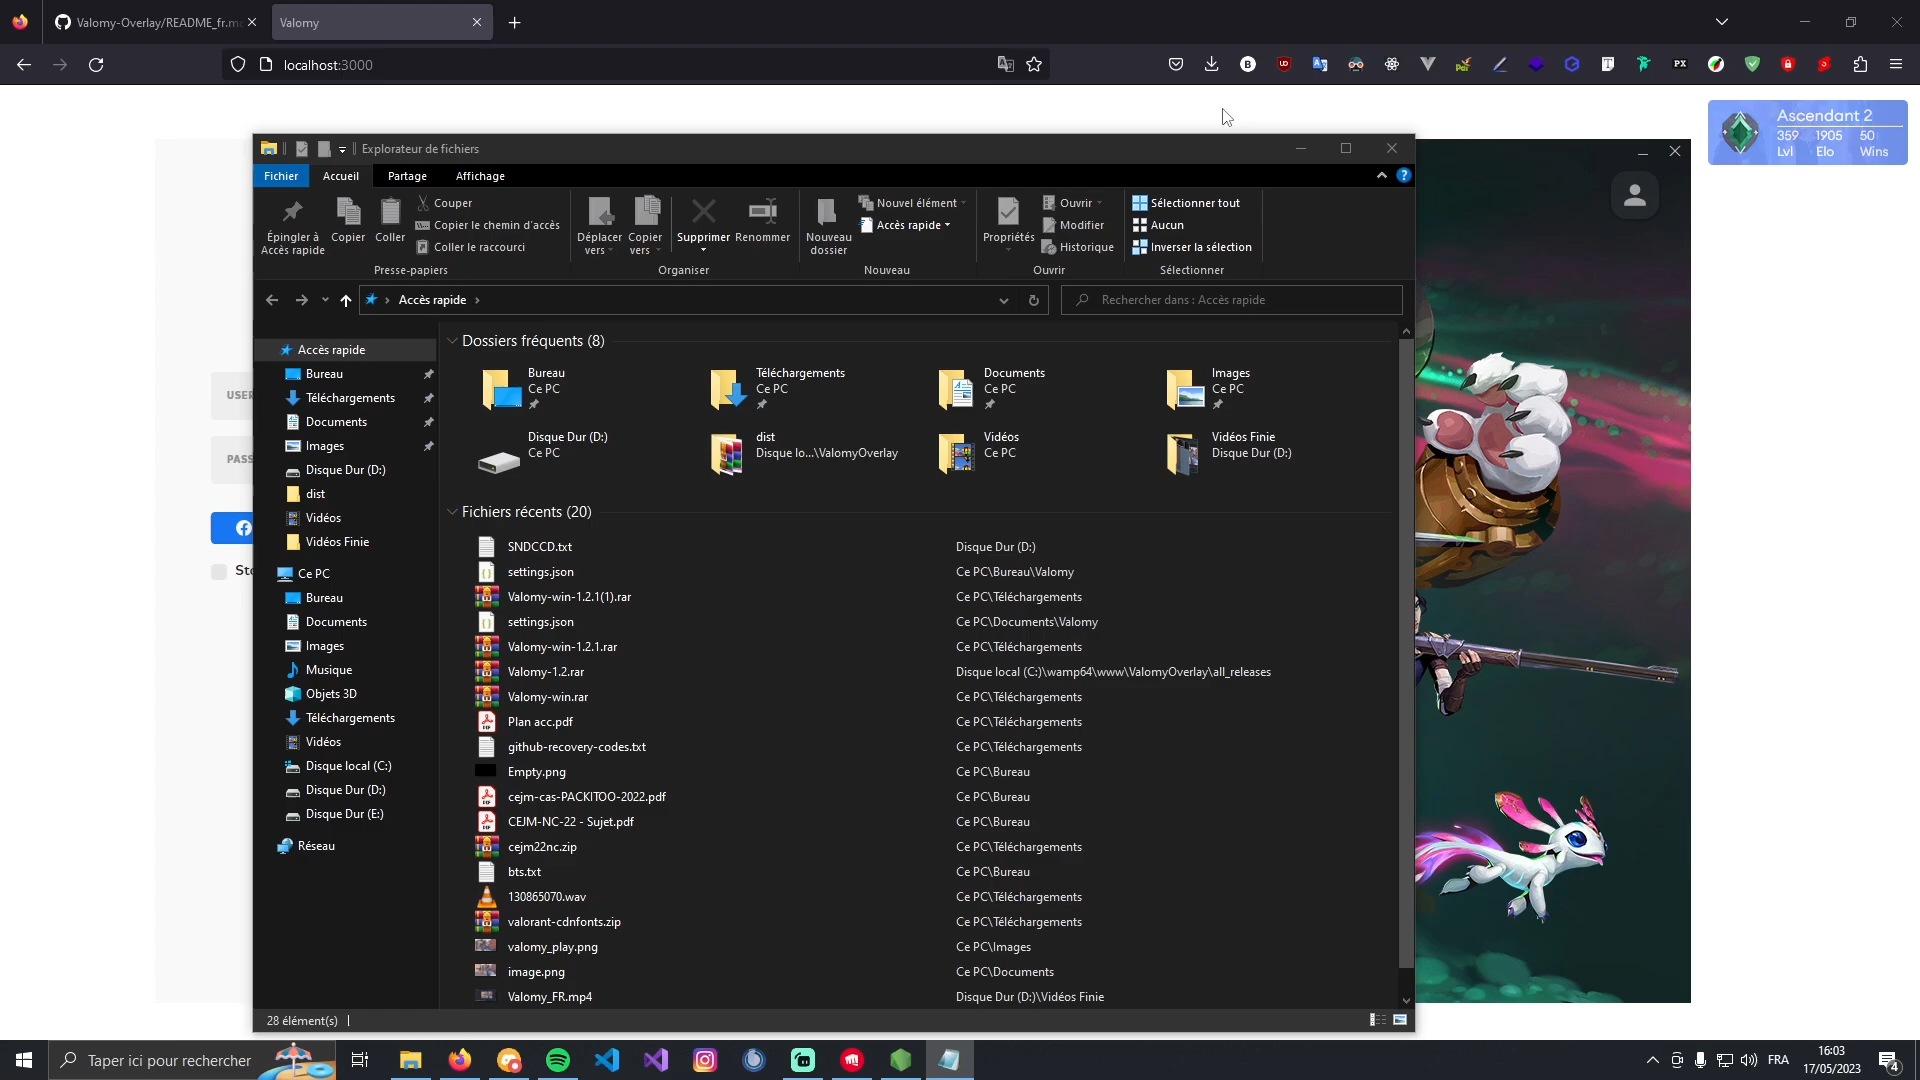 Valomy-Overlay/README_fr.m
Valomy
localhost:3000
Ascendant 2
359 1905 50
Lvl Elo Wins
Explorateur de fichiers
Fichier Accueil Partage Affichage
Épingler à Accès rapide
Copier
Coller
Couper
Copier le chemin d'accès
Coller le raccourci
Presse-papiers
Déplacer vers
Copier vers
Supprimer
Renommer
Organiser
Nouveau dossier
Nouvel élément
Accès rapide
Nouveau
Propriétés
Ouvrir
Modifier
Historique
Ouvrir
Sélectionner tout
Aucun
Inverser la sélection
Sélectionner
Accès rapide
Rechercher dans : Accès rapide
Accès rapide
Bureau
Téléchargements
Documents
Images
Disque Dur (D:)
dist
Vidéos
Vidéos Finie
Ce PC
Bureau
Documents
Images
Musique
Objets 3D
Téléchargements
Vidéos
Disque local (C:)
Disque Dur (D:)
Disque Dur (E:)
Réseau
Dossiers fréquents (8)
Bureau
Ce PC
Téléchargements
Ce PC
Documents
Ce PC
Images
Ce PC
Disque Dur (D:)
Ce PC
dist
Disque lo...\ValomyOverlay
Vidéos
Ce PC
Vidéos Finie
Disque Dur (D:)
Fichiers récents (20)
SNDCCD.txt Disque Dur (D:)
settings.json Ce PC\Bureau\Valomy
Valomy-win-1.2.1(1).rar Ce PC\Téléchargements
settings.json Ce PC\Documents\Valomy
Valomy-win-1.2.1.rar Ce PC\Téléchargements
Valomy-1.2.rar Disque local (C:)\wamp64\www\ValomyOverlay\all_releases
Valomy-win.rar Ce PC\Téléchargements
Plan acc.pdf Ce PC\Téléchargements
github-recovery-codes.txt Ce PC\Téléchargements
Empty.png Ce PC\Bureau
cejm-cas-PACKITOO-2022.pdf Ce PC\Bureau
CEJM-NC-22 - Sujet.pdf Ce PC\Bureau
cejm22nc.zip Ce PC\Téléchargements
bts.txt Ce PC\Bureau
130865070.wav Ce PC\Téléchargements
valorant-cdnfonts.zip Ce PC\Téléchargements
valomy_play.png Ce PC\Images
image.png Ce PC\Documents
Valomy_FR.mp4 Disque Dur (D:)\Vidéos Finie
28 élément(s)
USER
PASS
Sta
Taper ici pour rechercher
FRA
16:03
17/05/2023
4